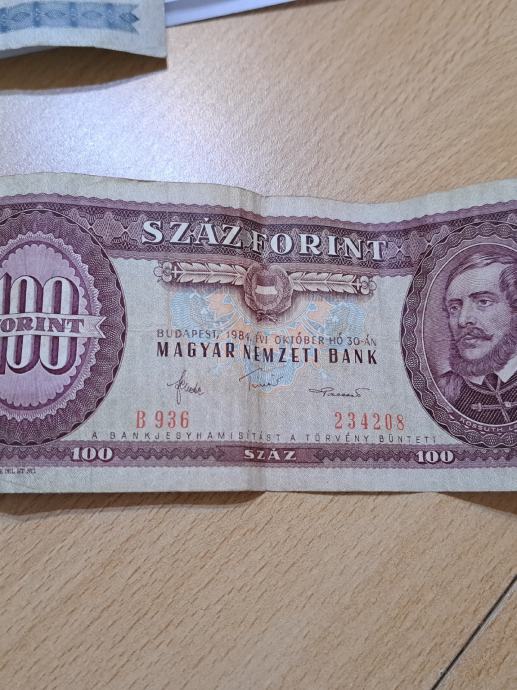 SZÁZ FORINT
100
FORINT
BUDAPEST, 1984. ÉVI OKTÓBER HÓ 30-ÁN
MAGYAR NEMZETI BANK
B 936 234208
A BANKJEGYHAMISÍTÁST A TÖRVÉNY BÜNTETI
KOSSUTH
100 SZÁZ 100